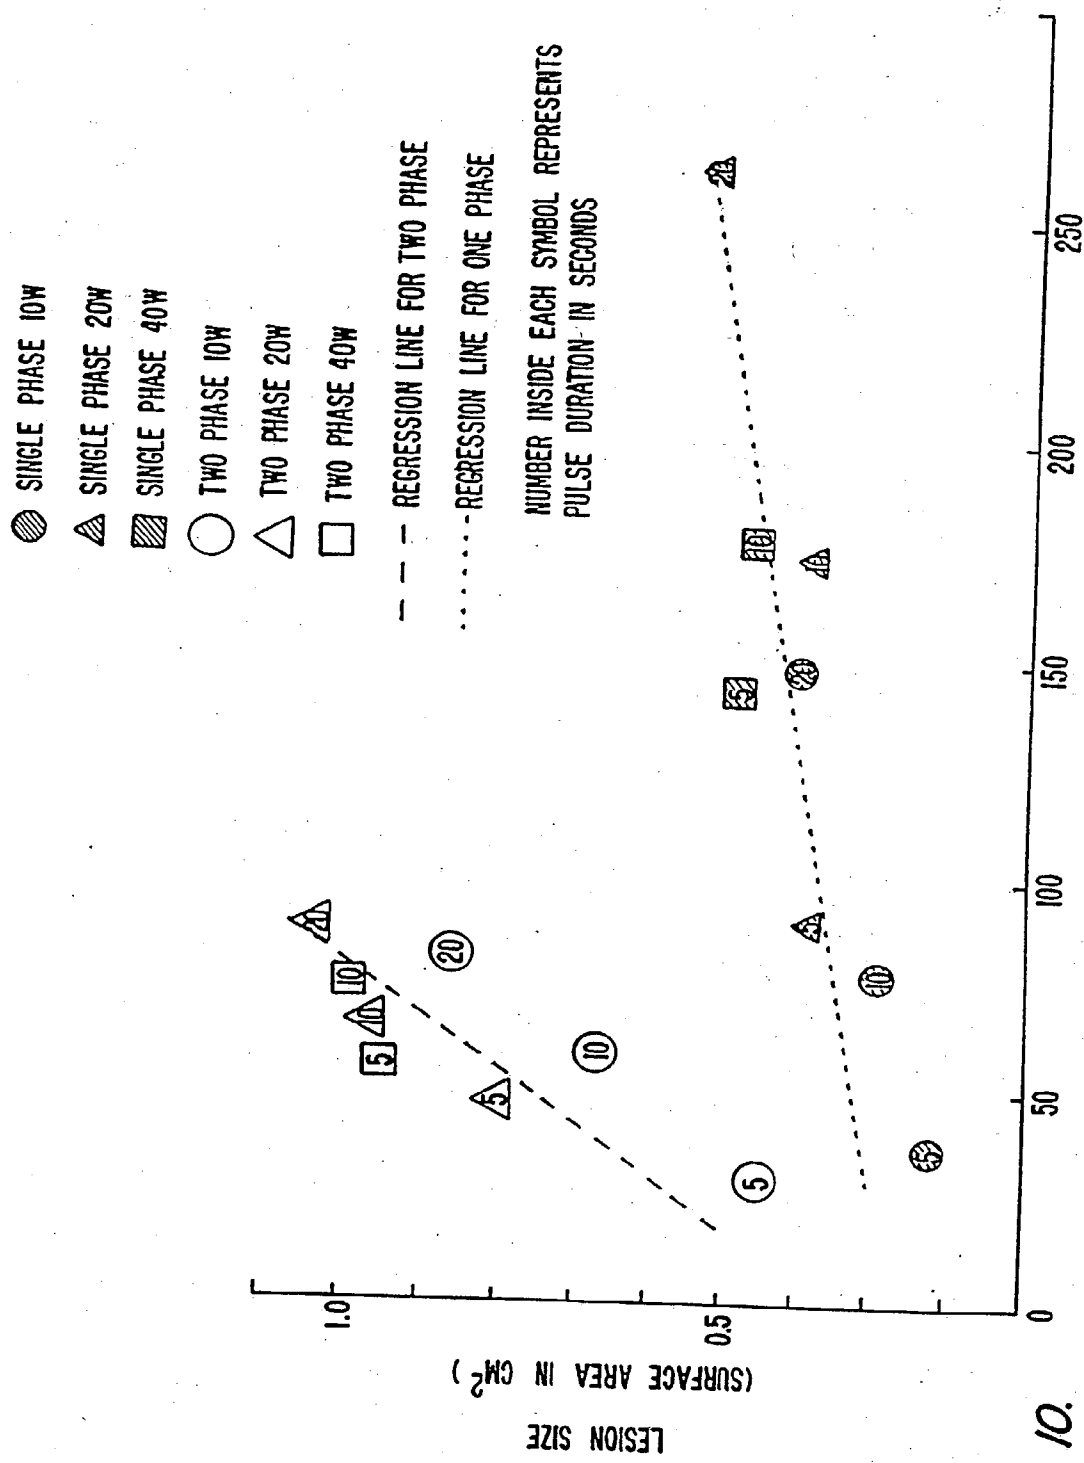 SINGLE PHASE 10W
SINGLE PHASE 20W
SINGLE PHASE 40W
TWO PHASE 10W
TWO PHASE 20W
TWO PHASE 40W
REGRESSION LINE FOR TWO PHASE
REGRESSION LINE FOR ONE PHASE
NUMBER INSIDE EACH SYMBOL REPRESENTS
PULSE DURATION IN SECONDS
LESION SIZE
(SURFACE AREA IN CM²)
1.0
0.5
20
10
10
5
20
5
10
5
20
10
10
5
20
5
10
5
0
50
100
150
200
250
10.